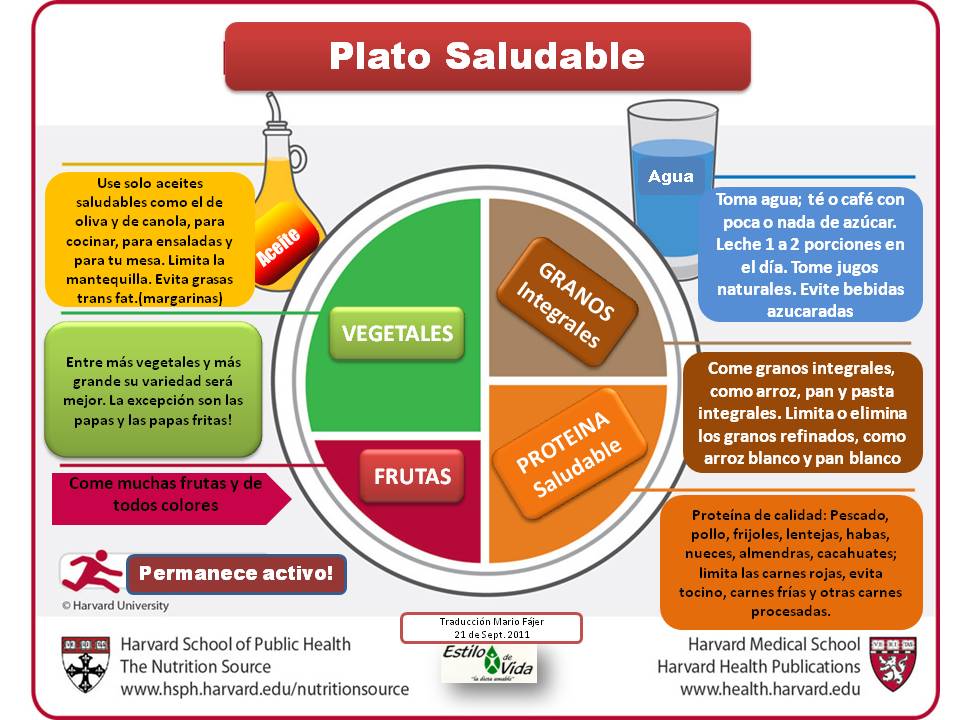 Plato Saludable
Use solo aceites
saludables como el de
oliva y de canola, para
cocinar, para ensaladas y
para tu mesa. Limita la
mantequilla. Evita grasas
trans fat.(margarinas)
Aceite
Agua
Toma agua; té o café con
poca o nada de azúcar.
Leche 1 a 2 porciones en
el día. Tome jugos
naturales. Evite bebidas
azucaradas
VEGETALES
GRANOS
Integrales
Entre más vegetales y más
grande su variedad será
mejor. La excepción son las
papas y las papas fritas!
Come granos integrales,
como arroz, pan y pasta
integrales. Limita o elimina
los granos refinados, como
arroz blanco y pan blanco
FRUTAS
PROTEINA
Saludable
Come muchas frutas y de
todos colores
Proteína de calidad: Pescado,
pollo, frijoles, lentejas, habas,
nueces, almendras, cacahuates;
limita las carnes rojas, evita
tocino, carnes frías y otras carnes
procesadas.
Permanece activo!
© Harvard University
Traducción Mario Fájer
21 de Sept. 2011
Harvard School of Public Health
The Nutrition Source
www.hsph.harvard.edu/nutritionsource
Estilo de Vida
"la dieta amable"
Harvard Medical School
Harvard Health Publications
www.health.harvard.edu